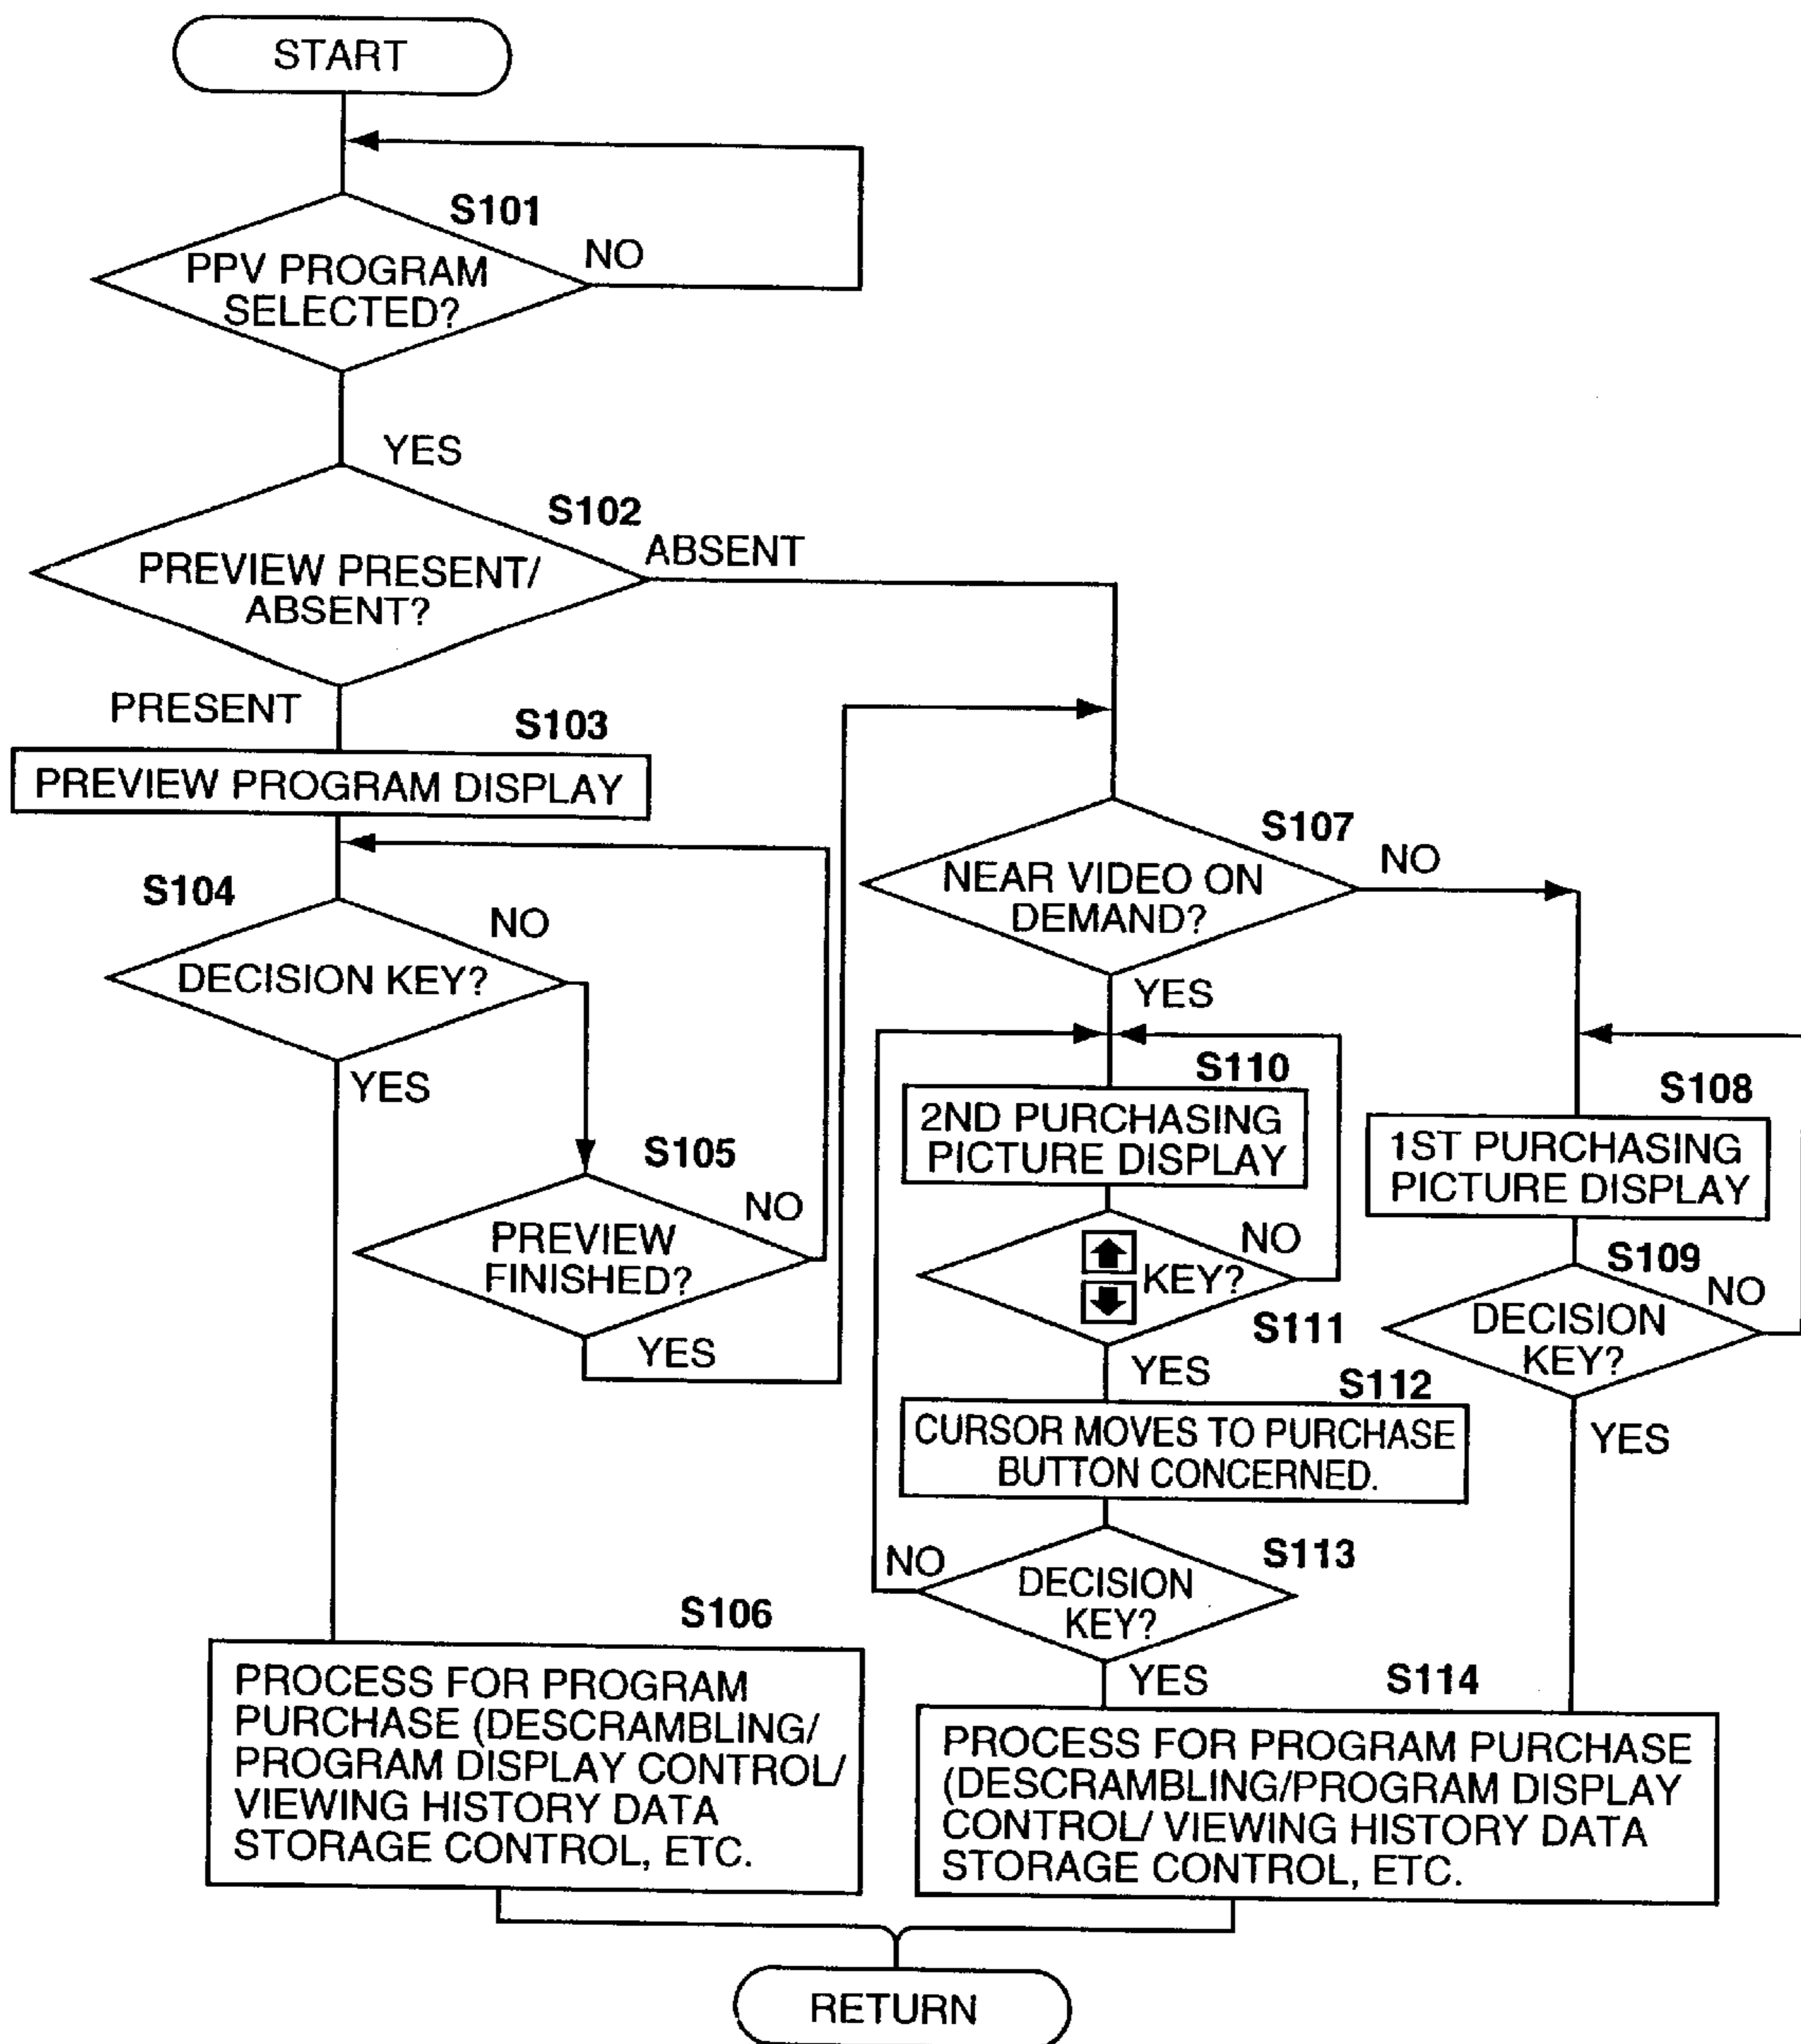 START
S101
PPV PROGRAM
SELECTED?
NO
YES
S102
PREVIEW PRESENT/
ABSENT?
ABSENT
PRESENT
S103
PREVIEW PROGRAM DISPLAY
S104
DECISION KEY?
NO
YES
S105
PREVIEW
FINISHED?
NO
YES
S106
PROCESS FOR PROGRAM
PURCHASE (DESCRAMBLING/
PROGRAM DISPLAY CONTROL/
VIEWING HISTORY DATA
STORAGE CONTROL, ETC.
S107
NEAR VIDEO ON
DEMAND?
NO
YES
S110
2ND PURCHASING
PICTURE DISPLAY
KEY?
NO
S111
YES
S112
CURSOR MOVES TO PURCHASE
BUTTON CONCERNED.
S113
DECISION
KEY?
NO
YES
S108
1ST PURCHASING
PICTURE DISPLAY
S109
DECISION
KEY?
NO
YES
S114
PROCESS FOR PROGRAM PURCHASE
(DESCRAMBLING/PROGRAM DISPLAY
CONTROL/ VIEWING HISTORY DATA
STORAGE CONTROL, ETC.
RETURN